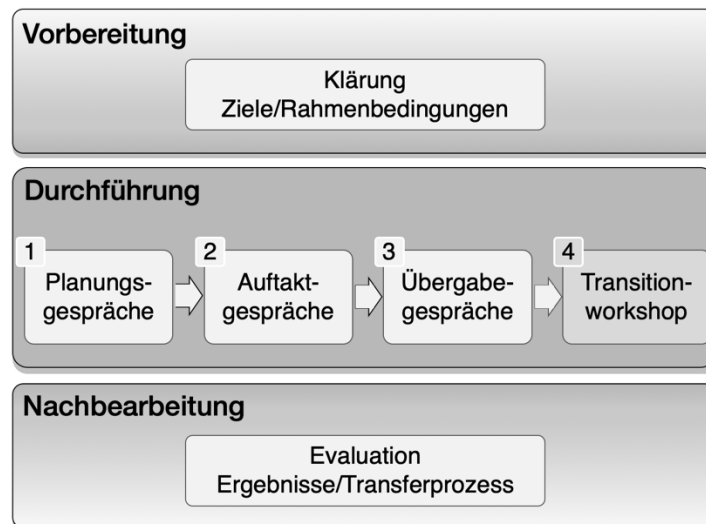 Vorbereitung
Klärung
Ziele/Rahmenbedingungen
Durchführung
1
Planungs-
gespräche
2
Auftakt-
gespräche
3
Übergabe-
gespräche
4
Transition-
workshop
Nachbearbeitung
Evaluation
Ergebnisse/Transferprozess